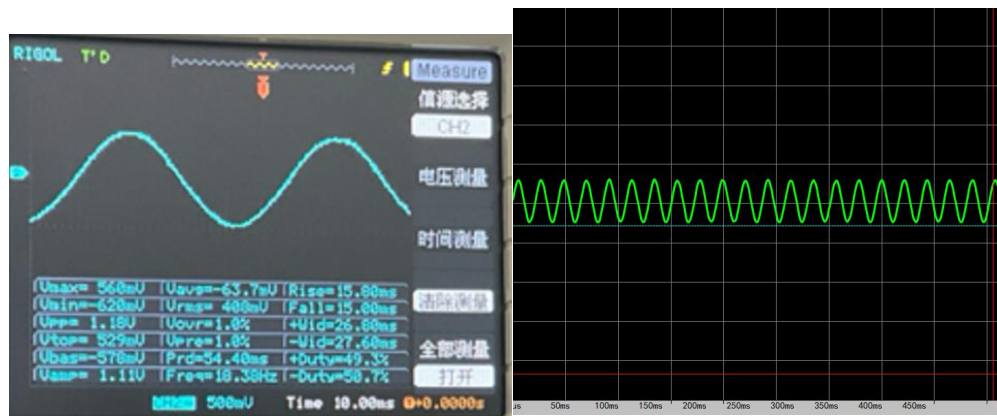 RIGOL T'D
Measure
信源选择
CH2
电压测量
时间测量
清除测量
全部测量
打开
Vmax= 560mV Vavg=-63.7mV Rise=15.80ms
Vmin=-620mV Vrms= 408mV Fall=15.00ms
Vpp= 1.18V Vovr=1.0% +Wid=26.80ms
Vtop= 529mV Vpre=1.0% -Wid=27.60ms
Vbas=-578mV Prd=54.40ms +Duty=49.3%
Vamp= 1.11V Freq=18.38Hz -Duty=50.7%
500mV Time 10.00ms +0.0000s
us 50ms 100ms 150ms 200ms 250ms 300ms 350ms 400ms 450ms